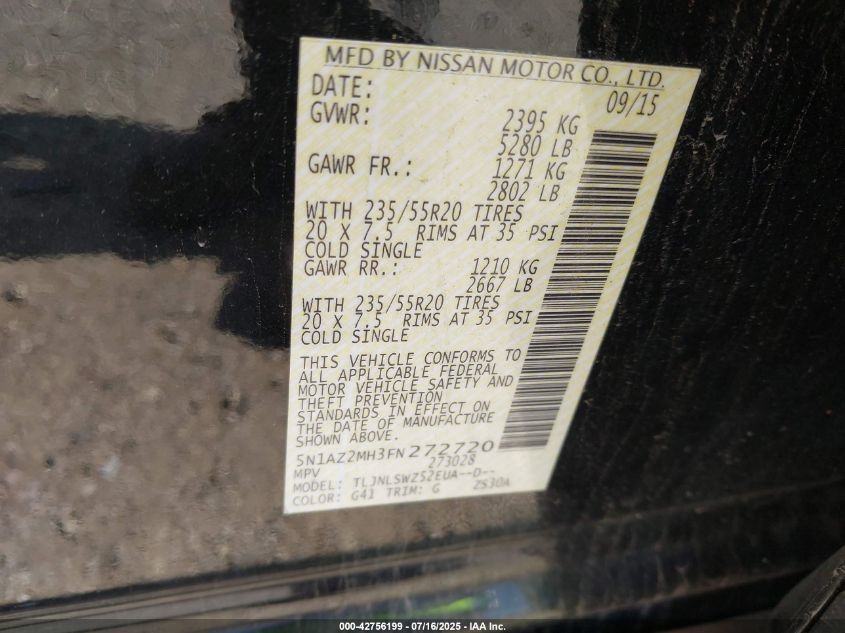 MFD BY NISSAN MOTOR CO., LTD.
DATE: 09/15
GVWR: 2395 KG
5280 LB
GAWR FR.: 1271 KG
2802 LB
WITH 235/55R20 TIRES
20 X 7.5 RIMS AT 35 PSI
COLD SINGLE
GAWR RR.: 1210 KG
2667 LB
WITH 235/55R20 TIRES
20 X 7.5 RIMS AT 35 PSI
COLD SINGLE
THIS VEHICLE CONFORMS TO
ALL APPLICABLE FEDERAL
MOTOR VEHICLE SAFETY AND
THEFT PREVENTION
STANDARDS IN EFFECT ON
THE DATE OF MANUFACTURE
SHOWN ABOVE.
5N1AZ2MH3FN272720
MPV 273028
MODEL: TLJNLSWZ52EUA--D--
COLOR: G41 TRIM: G ZS30A
000-42756199 - 07/16/2025 - IAA Inc.